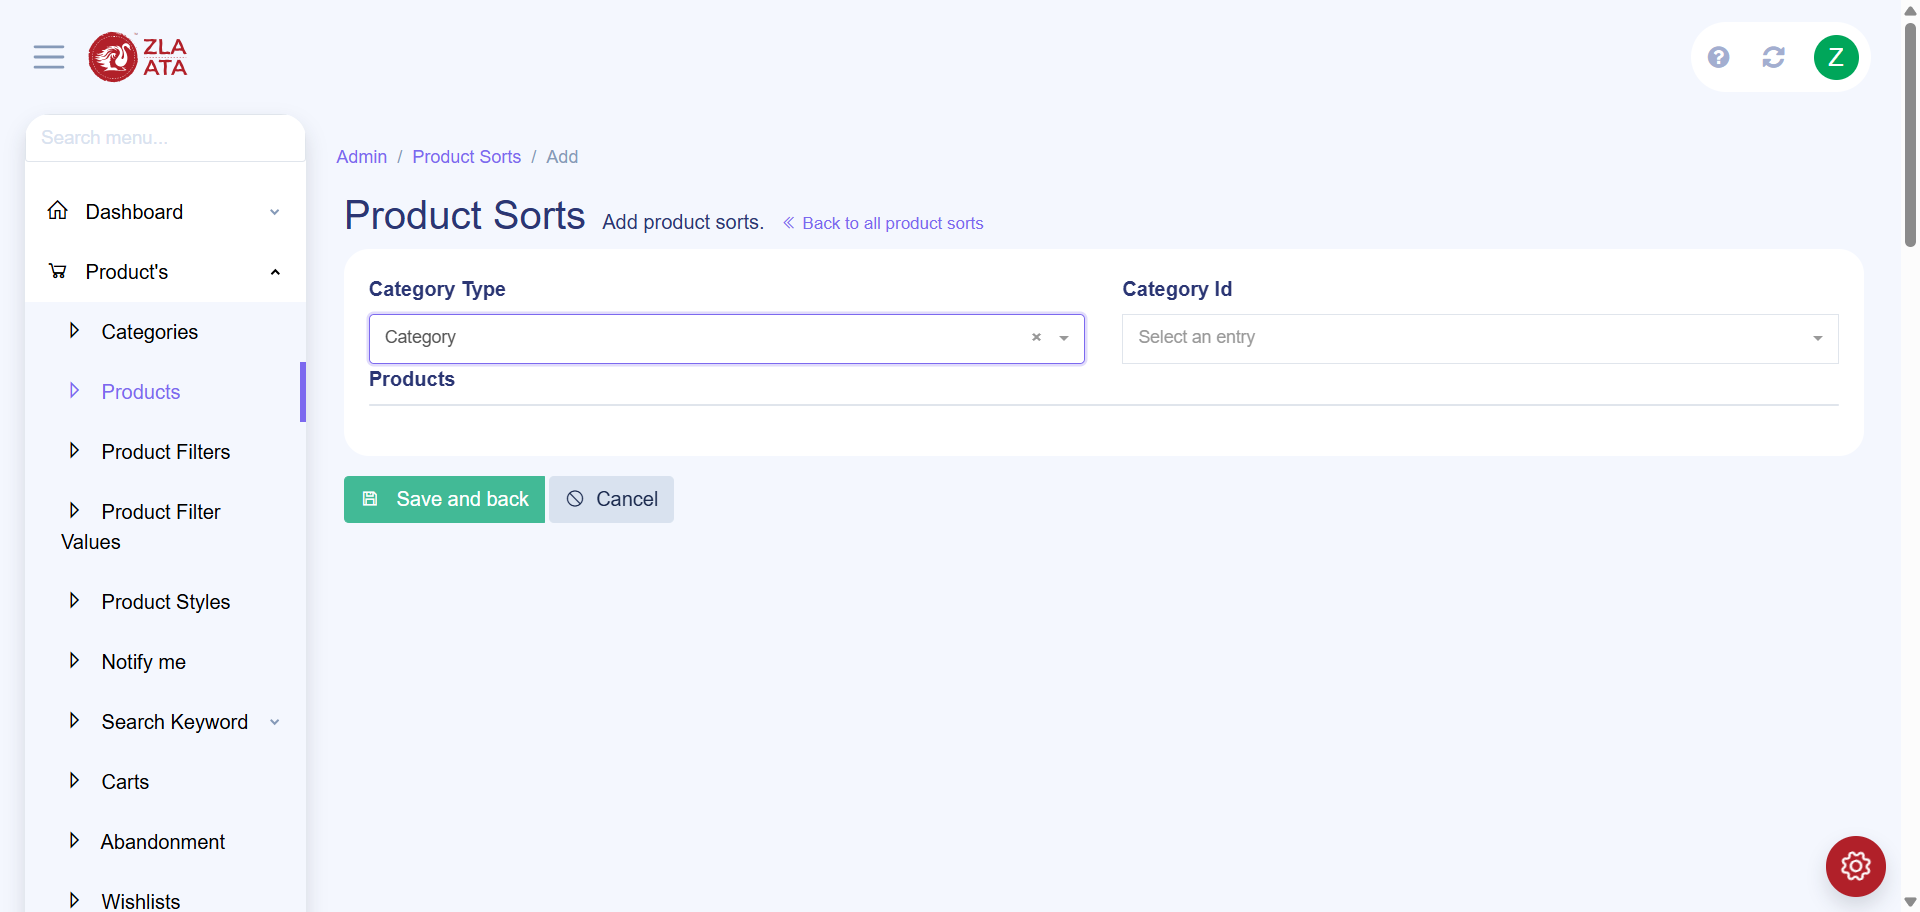 ZLA
ATA
Z
Search menu...
Admin / Product Sorts / Add
Dashboard
Product Sorts Add product sorts. « Back to all product sorts
Product's
Category Type
Category Id
Category × 
Select an entry
Categories
Products
Products
Product Filters
Save and back
Cancel
Product Filter
Values
Product Styles
Notify me
Search Keyword
Carts
Abandonment
Wishlists